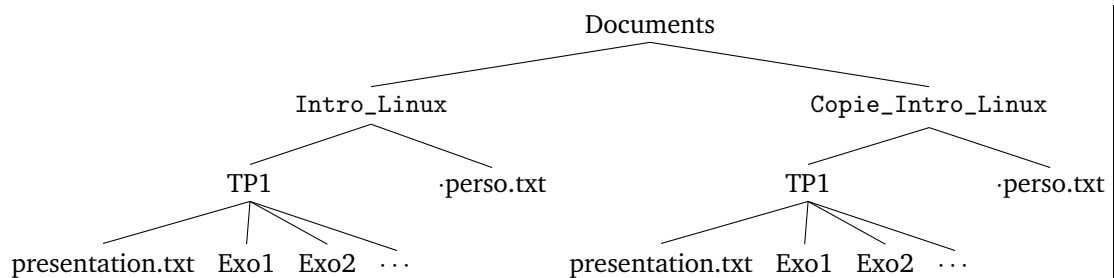 Documents
Intro_Linux Copie_Intro_Linux
TP1 ·perso.txt TP1 ·perso.txt
presentation.txt Exo1 Exo2 ··· presentation.txt Exo1 Exo2 ···